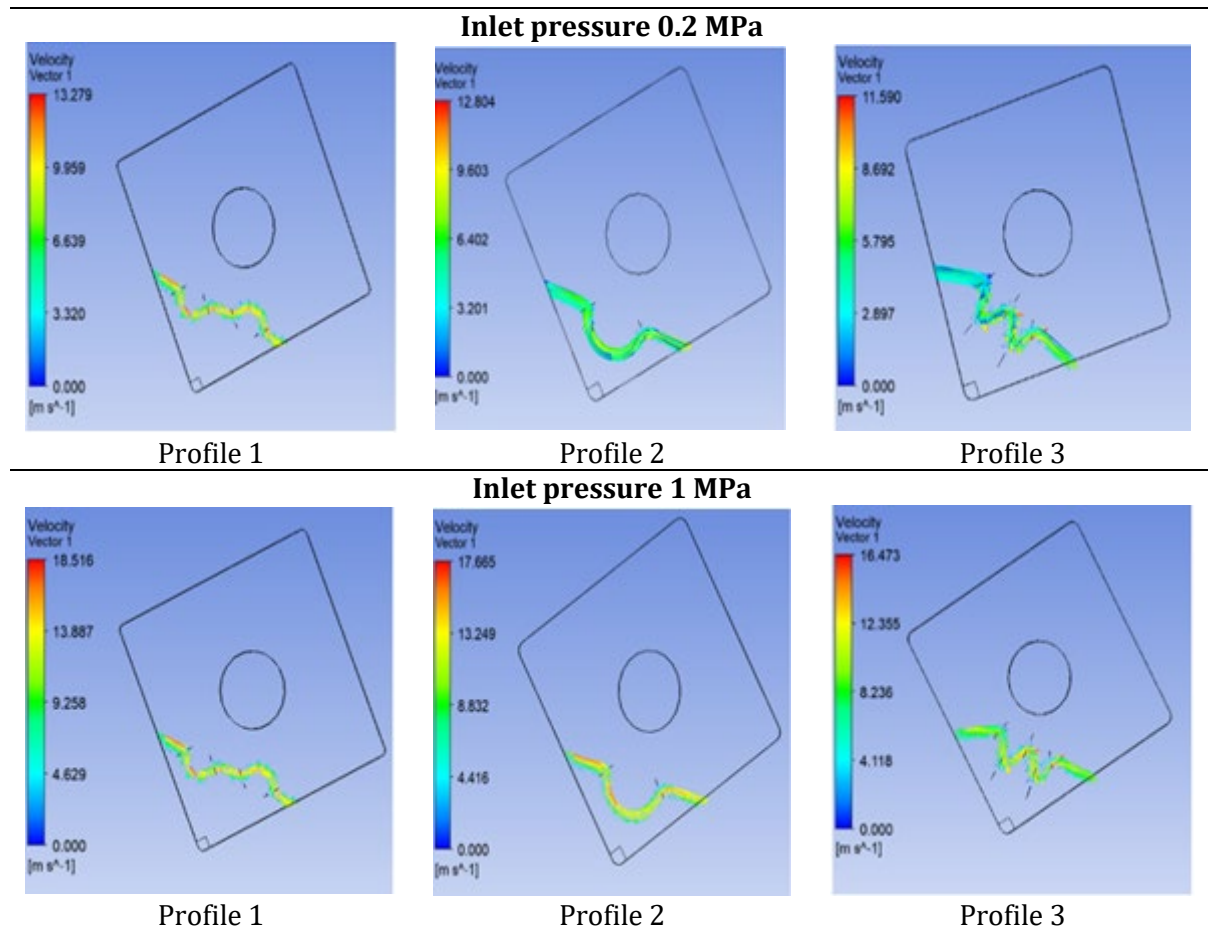 Inlet pressure 0.2 MPa
Velocity
Vector 1
13.279
9.959
6.639
3.320
0.000
[m s^-1]
Velocity
Vector 1
12.804
9.603
6.402
3.201
0.000
[m s^-1]
Velocity
Vector 1
11.590
8.692
5.795
2.897
0.000
[m s^-1]
Profile 1
Profile 2
Profile 3
Inlet pressure 1 MPa
Velocity
Vector 1
18.516
13.887
9.258
4.629
0.000
[m s^-1]
Velocity
Vector 1
17.665
13.249
8.832
4.416
0.000
[m s^-1]
Velocity
Vector 1
16.473
12.355
8.236
4.118
0.000
[m s^-1]
Profile 1
Profile 2
Profile 3